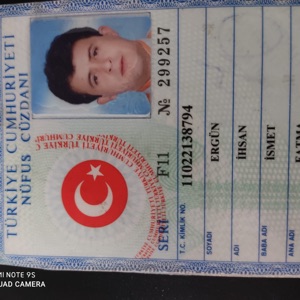 TÜRKİYE CUMHURİYETİ
NÜFUS CÜZDANI
SERİ F11 № 299257
T.C. KİMLİK NO. 11022138794
SOYADI ERGÜN
ADI İHSAN
BABA ADI İSMET
ANA ADI FATMA
MI NOTE 9S
UAD CAMERA